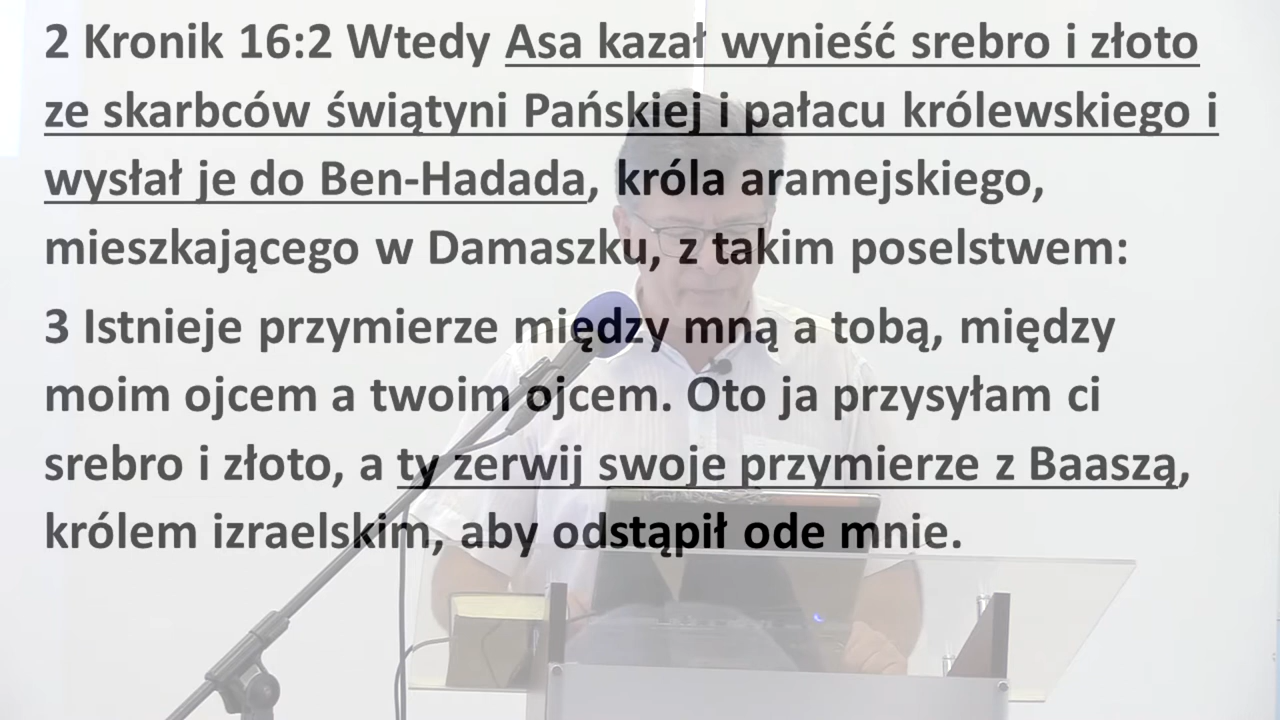 2 Kronik 16:2 Wtedy Asa kazał wynieść srebro i złoto
ze skarbców świątyni Pańskiej i pałacu królewskiego i
wysłał je do Ben-Hadada, króla aramejskiego,
mieszkającego w Damaszku, z takim poselstwem:
3 Istnieje przymierze między mną a tobą, między
moim ojcem a twoim ojcem. Oto ja przysyłam ci
srebro i złoto, a ty zerwij swoje przymierze z Baaszą,
królem izraelskim, aby odstąpił ode mnie.